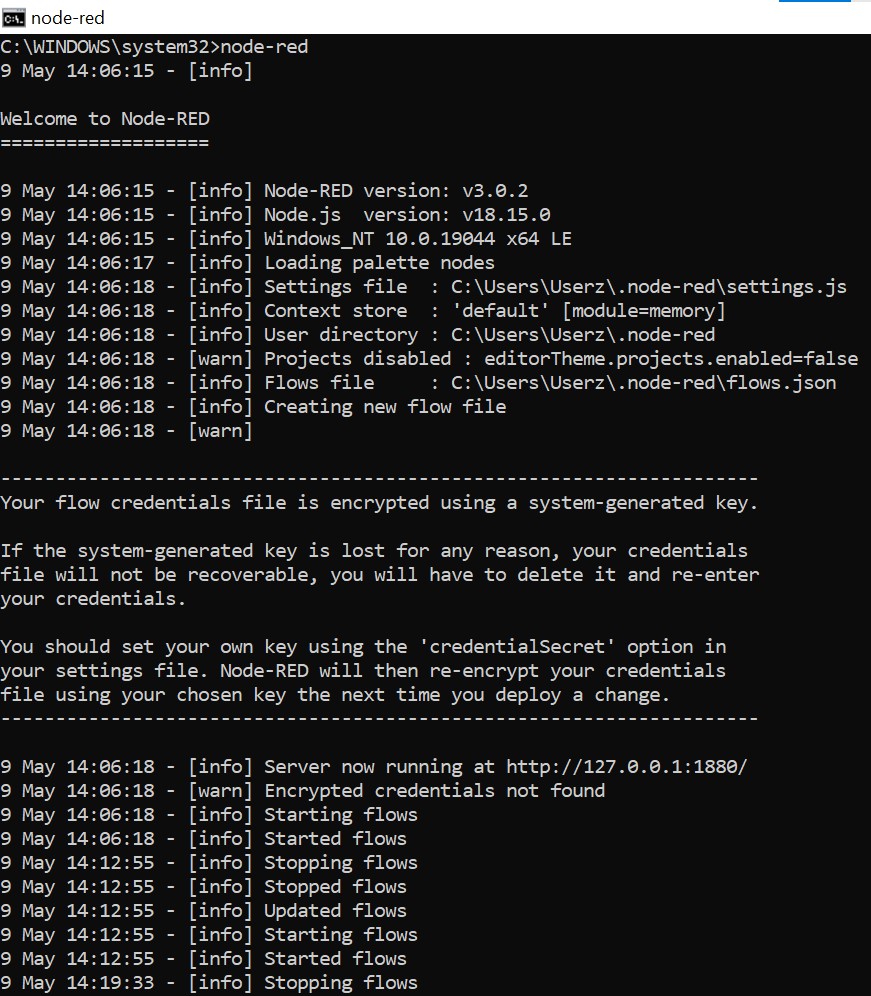 node-red
C:\WINDOWS\system32>node-red
9 May 14:06:15 - [info]
Welcome to Node-RED
===================
9 May 14:06:15 - [info] Node-RED version: v3.0.2
9 May 14:06:15 - [info] Node.js  version: v18.15.0
9 May 14:06:15 - [info] Windows_NT 10.0.19044 x64 LE
9 May 14:06:17 - [info] Loading palette nodes
9 May 14:06:18 - [info] Settings file  : C:\Users\Userz\.node-red\settings.js
9 May 14:06:18 - [info] Context store  : 'default' [module=memory]
9 May 14:06:18 - [info] User directory : C:\Users\Userz\.node-red
9 May 14:06:18 - [warn] Projects disabled : editorTheme.projects.enabled=false
9 May 14:06:18 - [info] Flows file     : C:\Users\Userz\.node-red\flows.json
9 May 14:06:18 - [info] Creating new flow file
9 May 14:06:18 - [warn]
---------------------------------------------------------------------
Your flow credentials file is encrypted using a system-generated key.
If the system-generated key is lost for any reason, your credentials
file will not be recoverable, you will have to delete it and re-enter
your credentials.
You should set your own key using the 'credentialSecret' option in
your settings file. Node-RED will then re-encrypt your credentials
file using your chosen key the next time you deploy a change.
---------------------------------------------------------------------
9 May 14:06:18 - [info] Server now running at http://127.0.0.1:1880/
9 May 14:06:18 - [warn] Encrypted credentials not found
9 May 14:06:18 - [info] Starting flows
9 May 14:06:18 - [info] Started flows
9 May 14:12:55 - [info] Stopping flows
9 May 14:12:55 - [info] Stopped flows
9 May 14:12:55 - [info] Updated flows
9 May 14:12:55 - [info] Starting flows
9 May 14:12:55 - [info] Started flows
9 May 14:19:33 - [info] Stopping flows